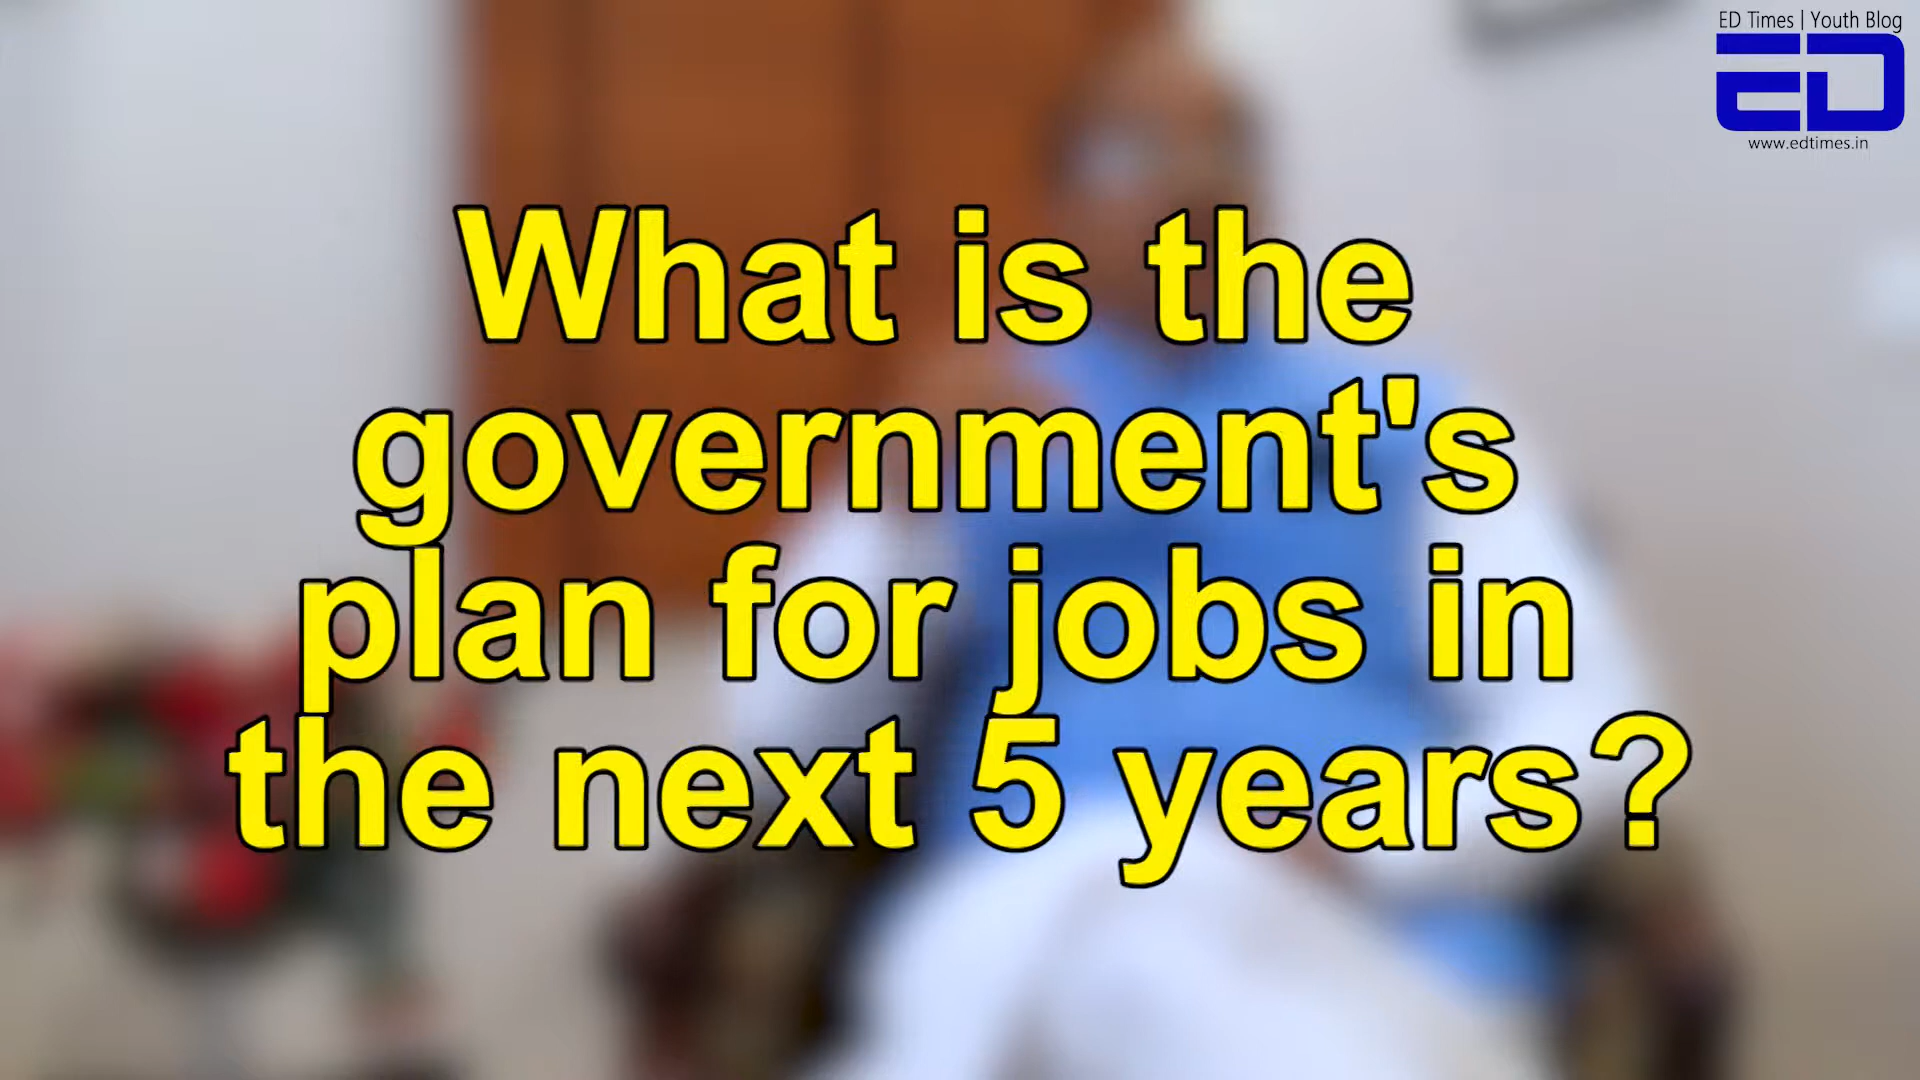 ED Times | Youth Blog
ED
www.edtimes.in
What is the
government's
plan for jobs in
the next 5 years?